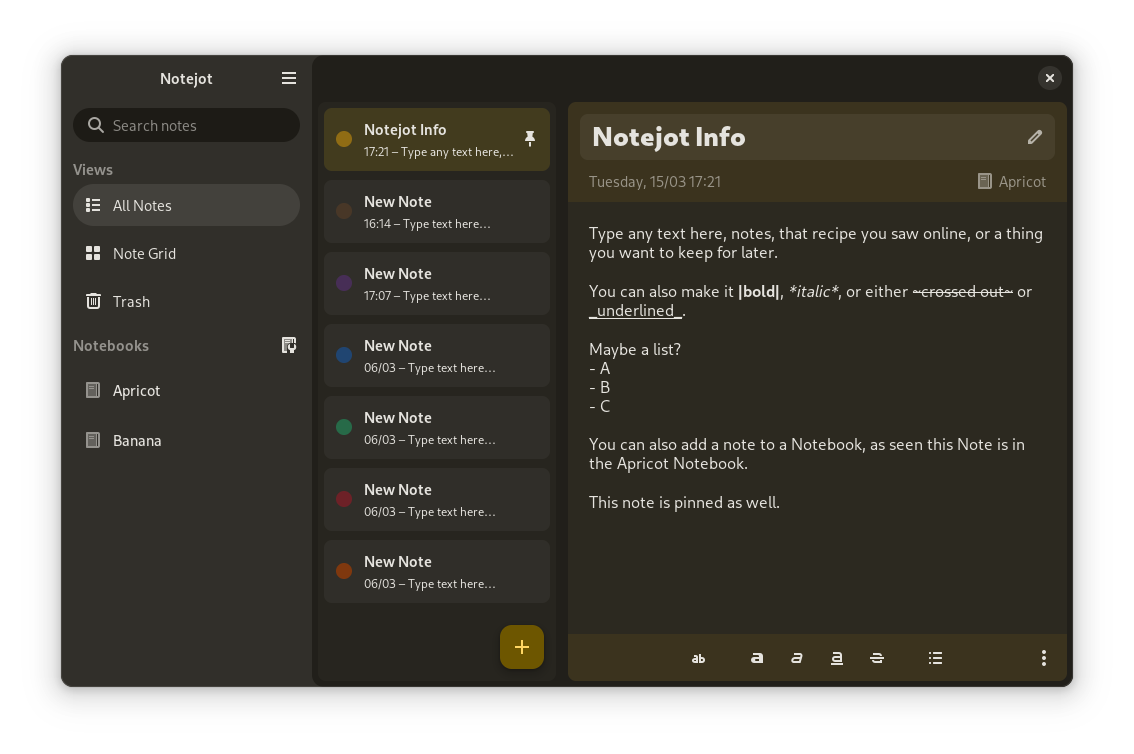 Notejot
Search notes
Views
All Notes
Note Grid
Trash
Notebooks
Apricot
Banana
Notejot Info
17:21 – Type any text here,…
New Note
16:14 – Type text here…
New Note
17:07 – Type text here…
New Note
06/03 – Type text here…
New Note
06/03 – Type text here…
New Note
06/03 – Type text here…
New Note
06/03 – Type text here…
Notejot Info
Tuesday, 15/03 17:21
Apricot
Type any text here, notes, that recipe you saw online, or a thing
you want to keep for later.
You can also make it |bold|, *italic*, or either ~crossed out~ or
_underlined_.
Maybe a list?
- A
- B
- C
You can also add a note to a Notebook, as seen this Note is in
the Apricot Notebook.
This note is pinned as well.
ab a a a